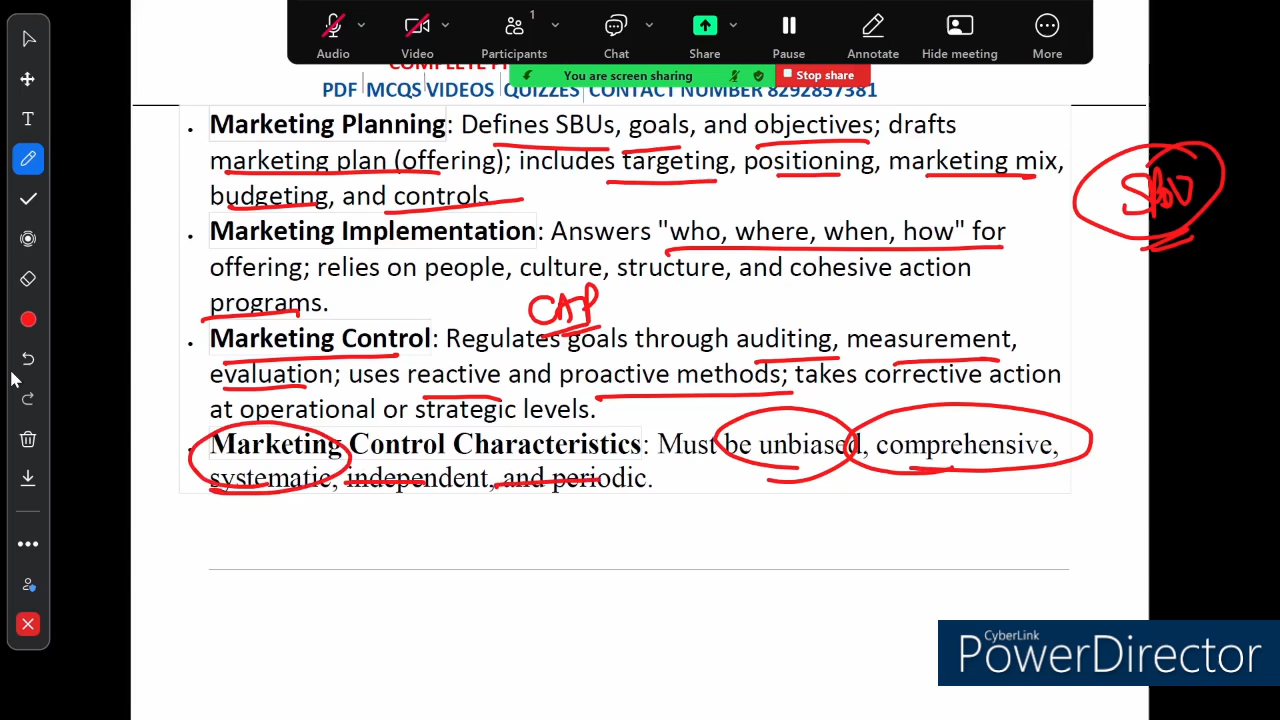 1
Audio Video Participants Chat Share Pause Annotate Hide meeting More
You are screen sharing Stop share
PDF MCQS VIDEOS QUIZZES CONTACT NUMBER 8292857381
T
• Marketing Planning: Defines SBUs, goals, and objectives; drafts
marketing plan (offering); includes targeting, positioning, marketing mix,
budgeting, and controls.
SBU
• Marketing Implementation: Answers "who, where, when, how" for
offering; relies on people, culture, structure, and cohesive action
programs.
CAP
• Marketing Control: Regulates goals through auditing, measurement,
evaluation; uses reactive and proactive methods; takes corrective action
at operational or strategic levels.
• Marketing Control Characteristics: Must be unbiased, comprehensive,
systematic, independent, and periodic.
CyberLink
PowerDirector